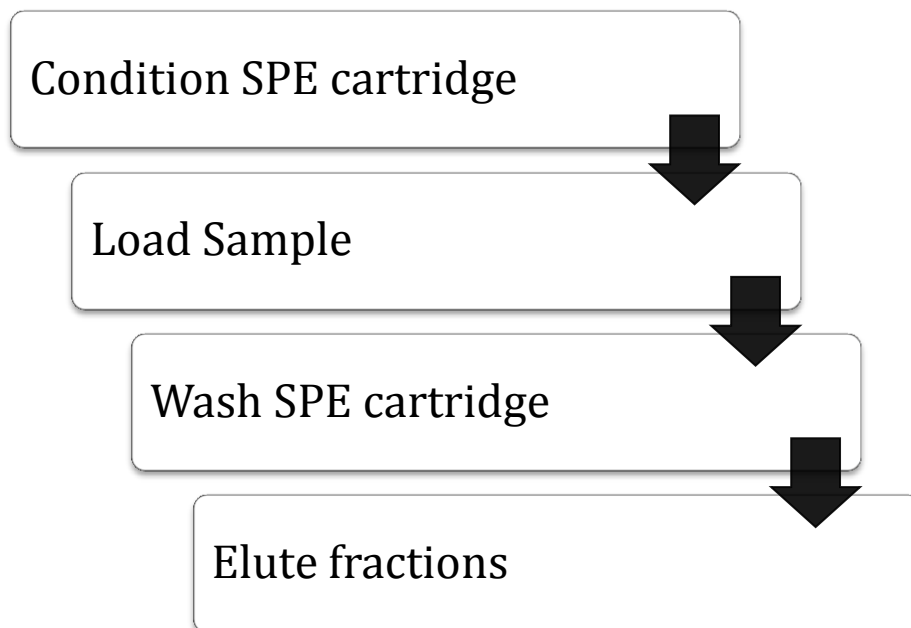 Condition SPE cartridge
Load Sample
Wash SPE cartridge
Elute fractions